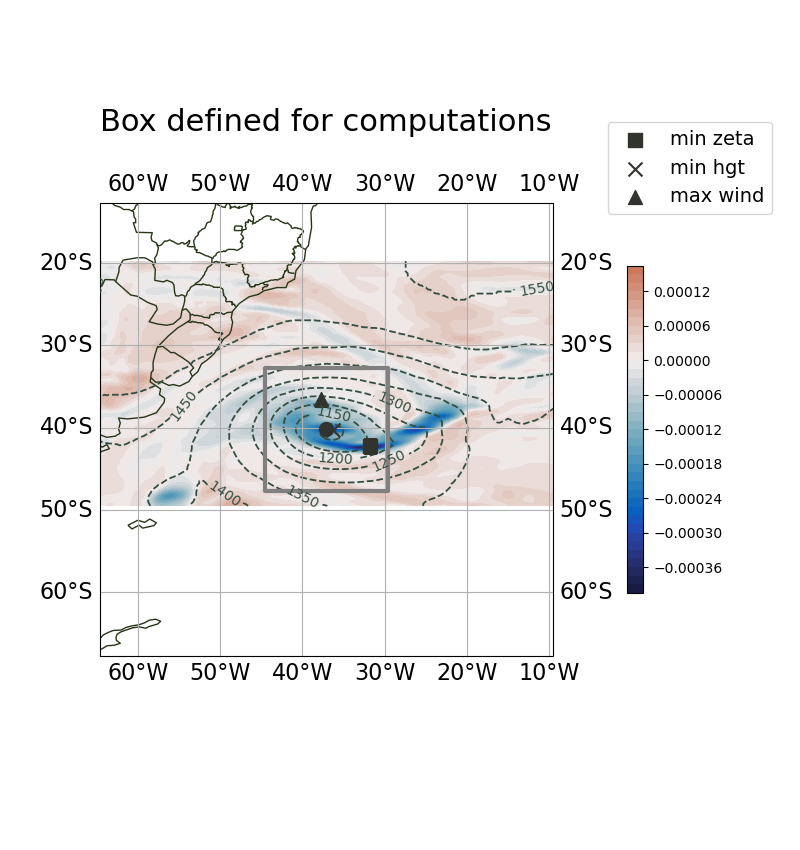 Box defined for computations
min zeta
min hgt
max wind
60°W 50°W 40°W 30°W 20°W 10°W
20°S 20°S
30°S 30°S
40°S 40°S
50°S 50°S
60°S 60°S
60°W 50°W 40°W 30°W 20°W 10°W
1550
1450
1300
1150
1200
1250
1400
1350
0.00012
0.00006
0.00000
−0.00006
−0.00012
−0.00018
−0.00024
−0.00030
−0.00036